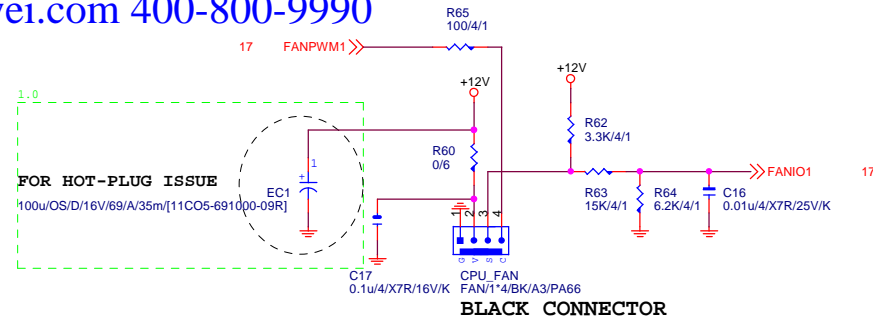 vei.com 400-800-9990
R65
100/4/1
17 FANPWM1
1.0
+12V
+12V
R62
3.3K/4/1
R60
0/6
1
+
FANIO1 17
FOR HOT-PLUG ISSUE
EC1
100u/OS/D/16V/69/A/35m/[11CO5-691000-09R]
R63
15K/4/1
R64
6.2K/4/1
C16
0.01u/4/X7R/25V/K
1 2 3 4
G V S C
C17
0.1u/4/X7R/16V/K
CPU_FAN
FAN/1*4/BK/A3/PA66
BLACK CONNECTOR